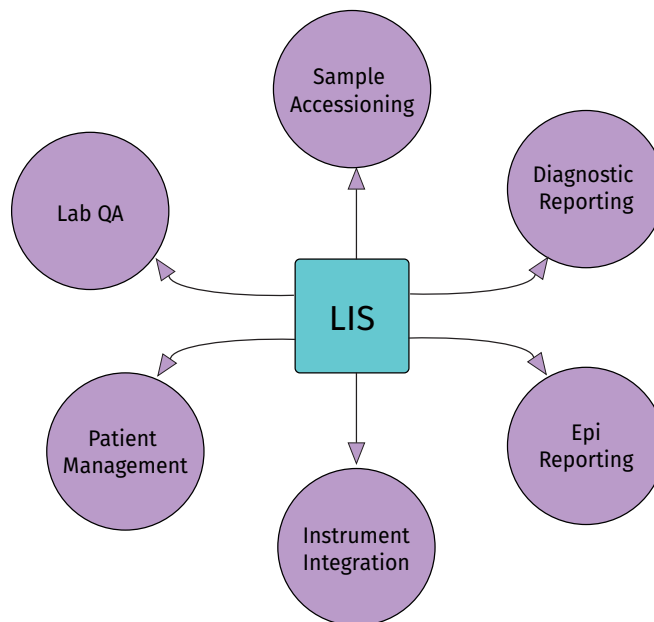 Sample
Accessioning
Diagnostic
Reporting
Lab QA
LIS
Patient
Management
Epi
Reporting
Instrument
Integration